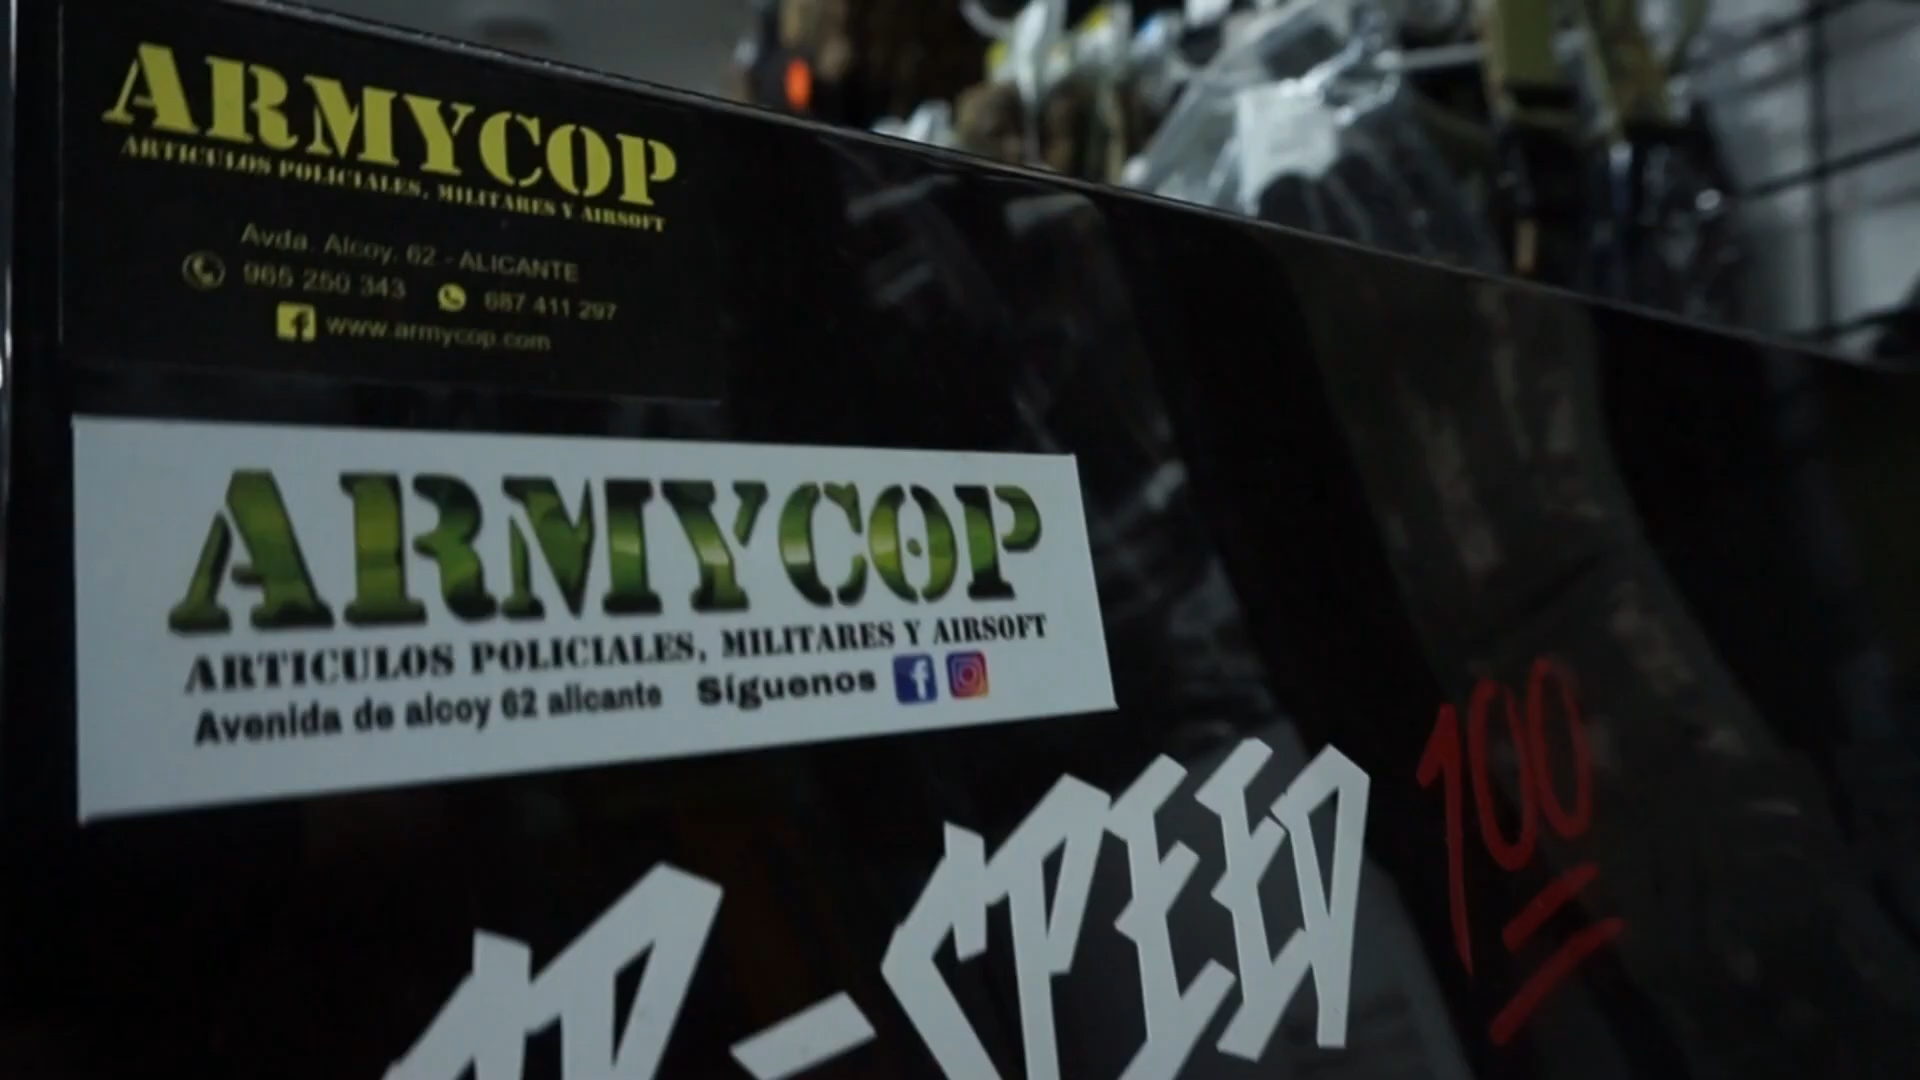 ARMYCOP
ARTICULOS POLICIALES, MILITARES Y AIRSOFT
Avda. Alcoy, 62 - ALICANTE
965 250 343 687 411 297
www.armycop.com
ARMYCOP
ARTICULOS POLICIALES, MILITARES Y AIRSOFT
Avenida de alcoy 62 alicante Síguenos
-SPEED
100